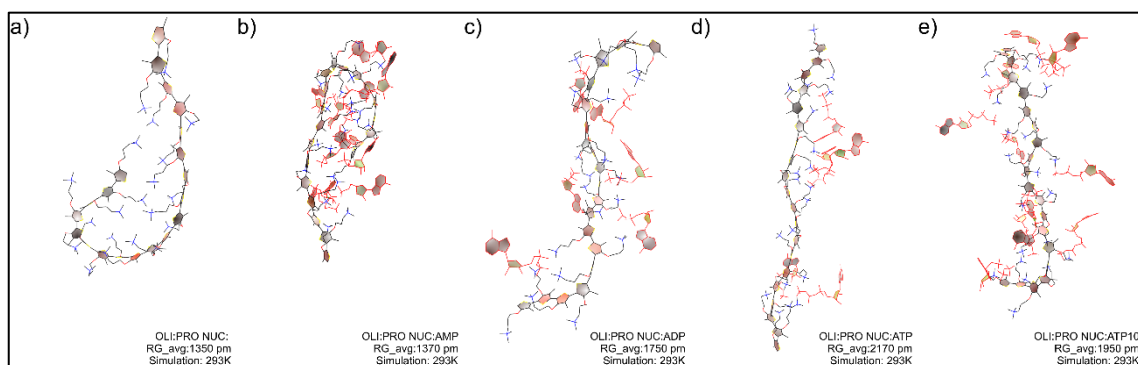 a)
OLI:PRO NUC:
RG_avg:1350 pm
Simulation: 293K
b)
OLI:PRO NUC:AMP
RG_avg:1370 pm
Simulation: 293K
c)
OLI:PRO NUC:ADP
RG_avg:1750 pm
Simulation: 293K
d)
OLI:PRO NUC:ATP
RG_avg:2170 pm
Simulation: 293K
e)
OLI:PRO NUC:ATP10
RG_avg:1950 pm
Simulation: 293K